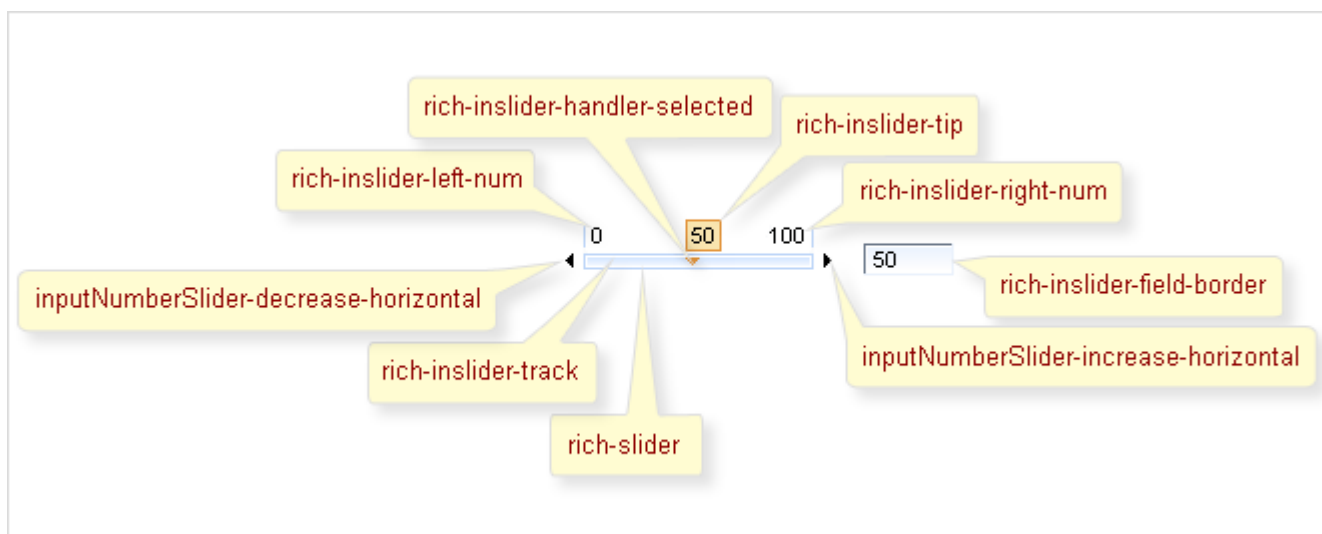 rich-inslider-handler-selected
rich-inslider-tip
rich-inslider-left-num
rich-inslider-right-num
0 50 100
50
inputNumberSlider-decrease-horizontal
rich-inslider-field-border
rich-inslider-track
inputNumberSlider-increase-horizontal
rich-slider